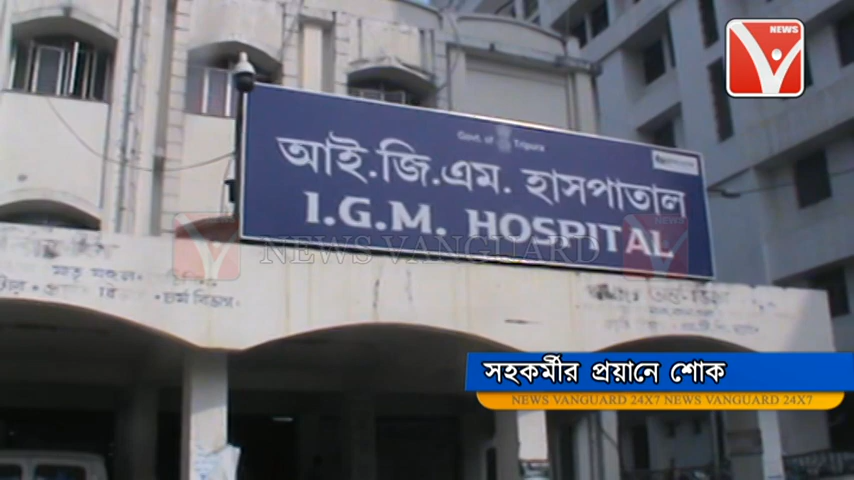 NEWS
Govt. of Tripura
আই.জি.এম. হাসপাতাল
I.G.M. HOSPITAL
NEWS VANGUARD
সহকর্মীর প্রয়ানে শোক
NEWS VANGUARD 24X7 NEWS VANGUARD 24X7